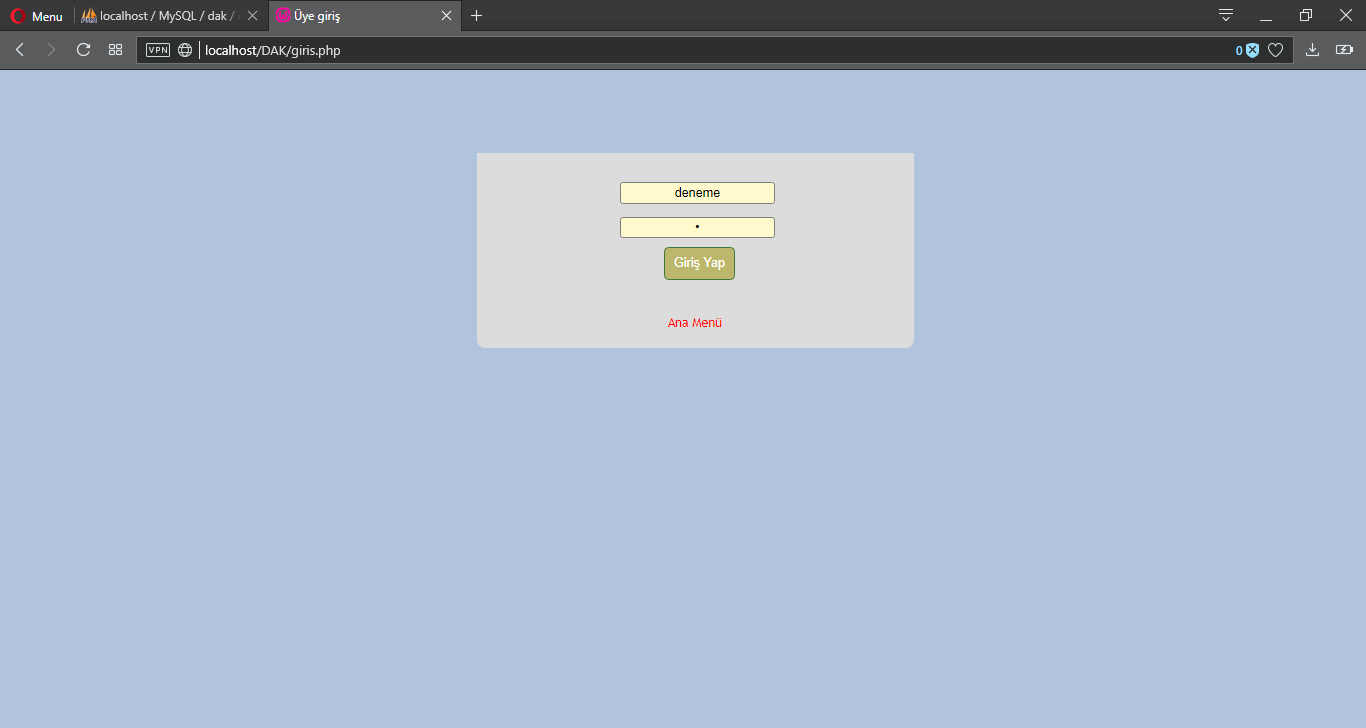 Menu
localhost / MySQL / dak /
Üye giriş
VPN
localhost/DAK/giris.php
0
deneme
•
Giriş Yap
Ana Menü